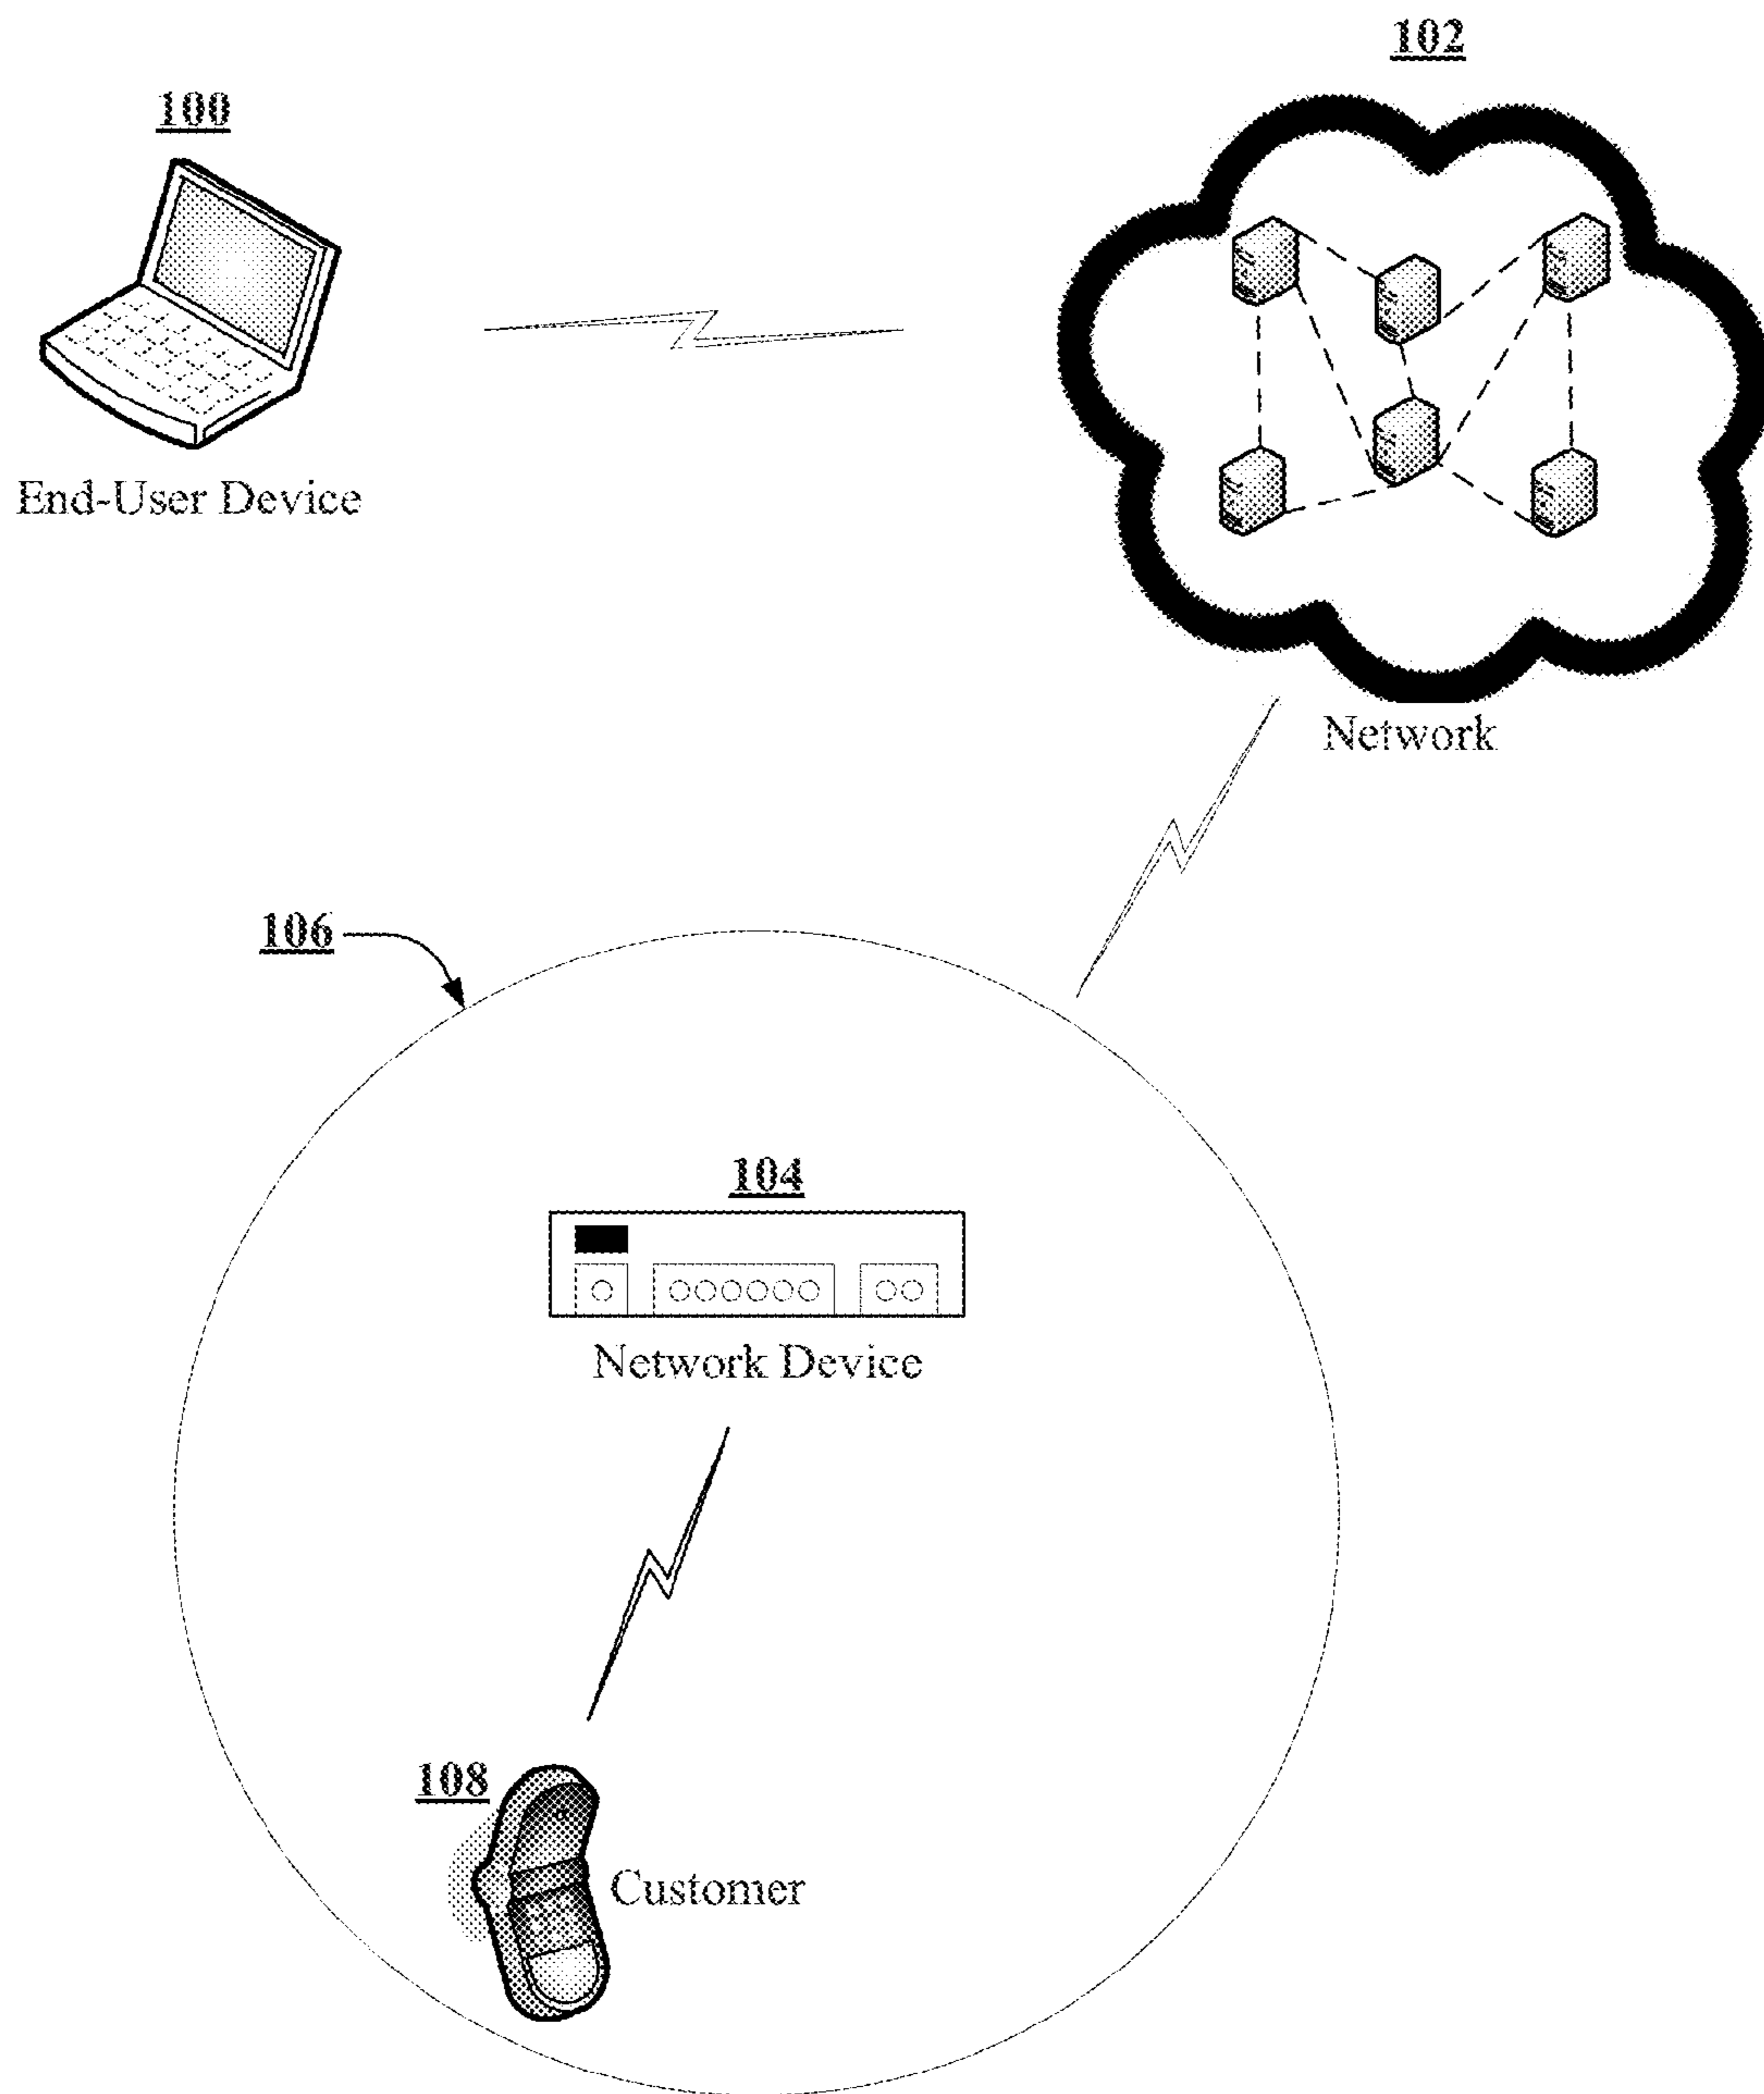 102
100
End-User Device
Network
106
104
Network Device
108
Customer